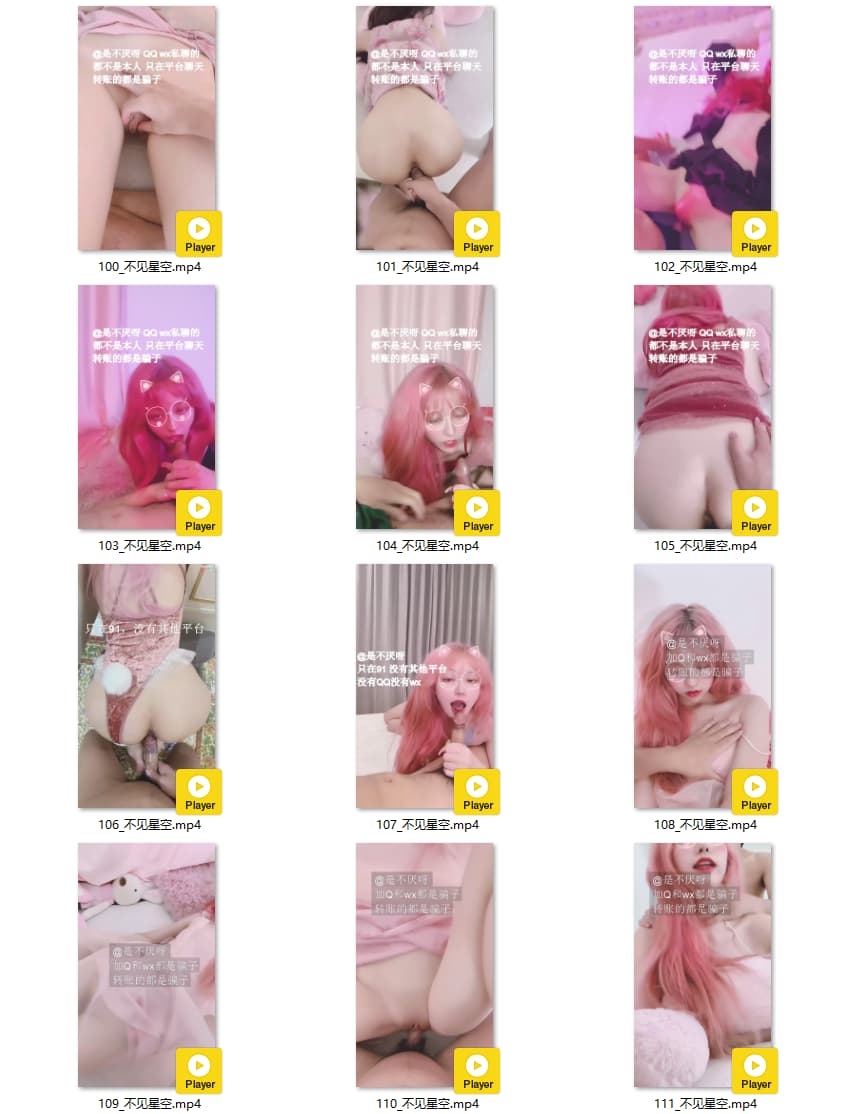 @是不厌呀 QQ wx私聊的
都不是本人 只在平台聊天
转账的都是骗子
Player
100_不见星空.mp4
@是不厌呀 QQ wx私聊的
都不是本人 只在平台聊天
转账的都是骗子
Player
101_不见星空.mp4
@是不厌呀 QQ wx私聊的
都不是本人 只在平台聊天
转账的都是骗子
Player
102_不见星空.mp4
@是不厌呀 QQ wx私聊的
都不是本人 只在平台聊天
转账的都是骗子
Player
103_不见星空.mp4
@是不厌呀 QQ wx私聊的
都不是本人 只在平台聊天
转账的都是骗子
Player
104_不见星空.mp4
@是不厌呀 QQ wx私聊的
都不是本人 只在平台聊天
转账的都是骗子
Player
105_不见星空.mp4
只在91，没有其他平台
Player
106_不见星空.mp4
@是不厌呀
只在91 没有其他平台
没有QQ没有wx
Player
107_不见星空.mp4
@是不厌呀
加Q和wx都是骗子
转账的都是骗子
Player
108_不见星空.mp4
@是不厌呀
加Q和wx都是骗子
转账的都是骗子
Player
109_不见星空.mp4
@是不厌呀
加Q和wx都是骗子
转账的都是骗子
Player
110_不见星空.mp4
@是不厌呀
加Q和wx都是骗子
转账的都是骗子
Player
111_不见星空.mp4